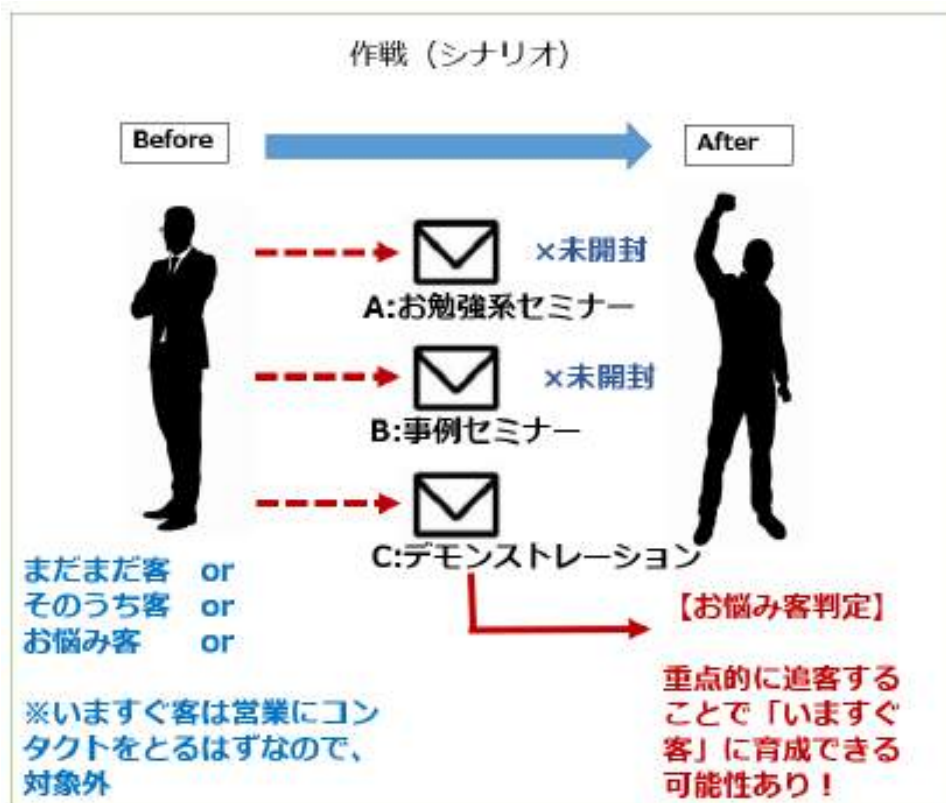 作戦（シナリオ）
Before
After
×未開封
A:お勉強系セミナー
×未開封
B:事例セミナー
C:デモンストレーション
まだまだ客　or
そのうち客　or
お悩み客　　or
※いますぐ客は営業にコン
タクトをとるはずなので、
対象外
【お悩み客判定】
重点的に追客する
ことで「いますぐ
客」に育成できる
可能性あり！